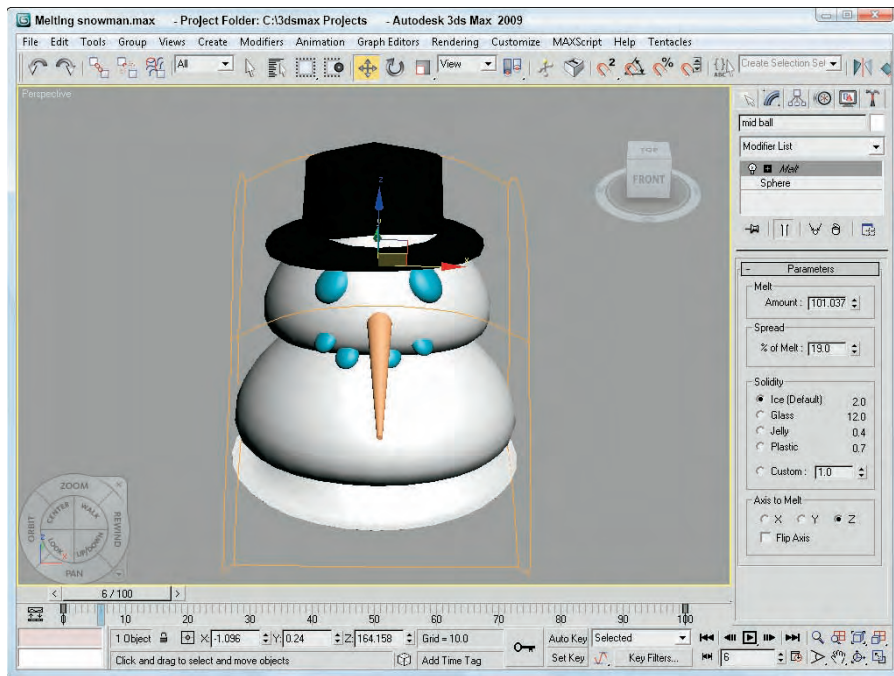 Melting snowman.max - Project Folder: C:\3dsmax Projects - Autodesk 3ds Max 2009
File Edit Tools Group Views Create Modifiers Animation Graph Editors Rendering Customize MAXScript Help Tentacles
All View Create Selection Set
Perspective
TOP
FRONT
mid ball
Modifier List
Melt
Sphere
- Parameters
Melt
Amount : 101.037
Spread
% of Melt : 19.0
Solidity
Ice (Default) 2.0
Glass 12.0
Jelly 0.4
Plastic 0.7
Custom : 1.0
Axis to Melt
X Y Z
Flip Axis
ZOOM
CENTER WALK
ORBIT REWIND
LOOK UP/DOWN
PAN
< 6 / 100 >
0 10 20 30 40 50 60 70 80 90 100
1 Object X: -1.096 Y: 0.24 Z: 164.158 Grid = 10.0 Auto Key Selected
Click and drag to select and move objects Add Time Tag Set Key Key Filters... 6